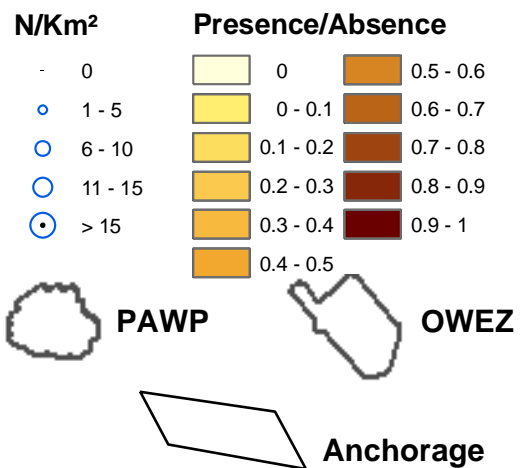 N/Km² Presence/Absence
- 0 0 0.5 - 0.6
1 - 5 0 - 0.1 0.6 - 0.7
6 - 10 0.1 - 0.2 0.7 - 0.8
11 - 15 0.2 - 0.3 0.8 - 0.9
> 15 0.3 - 0.4 0.9 - 1
0.4 - 0.5
PAWP OWEZ
Anchorage